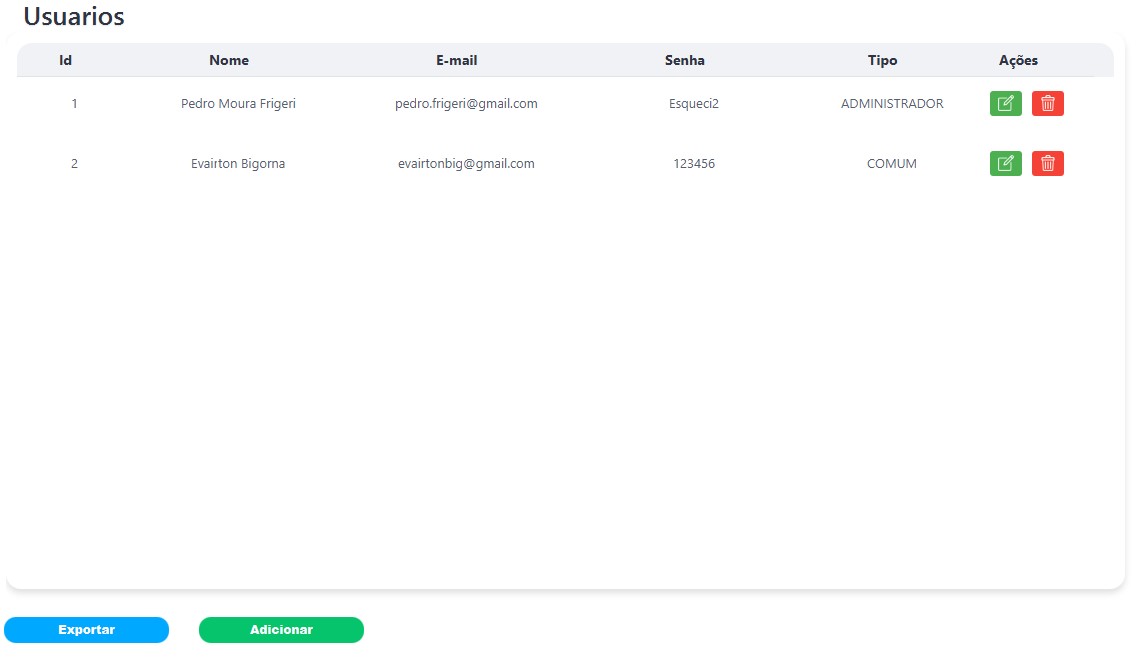 Usuarios
Id Nome E-mail Senha Tipo Ações
1 Pedro Moura Frigeri pedro.frigeri@gmail.com Esqueci2 ADMINISTRADOR
2 Evairton Bigorna evairtonbig@gmail.com 123456 COMUM
Exportar Adicionar